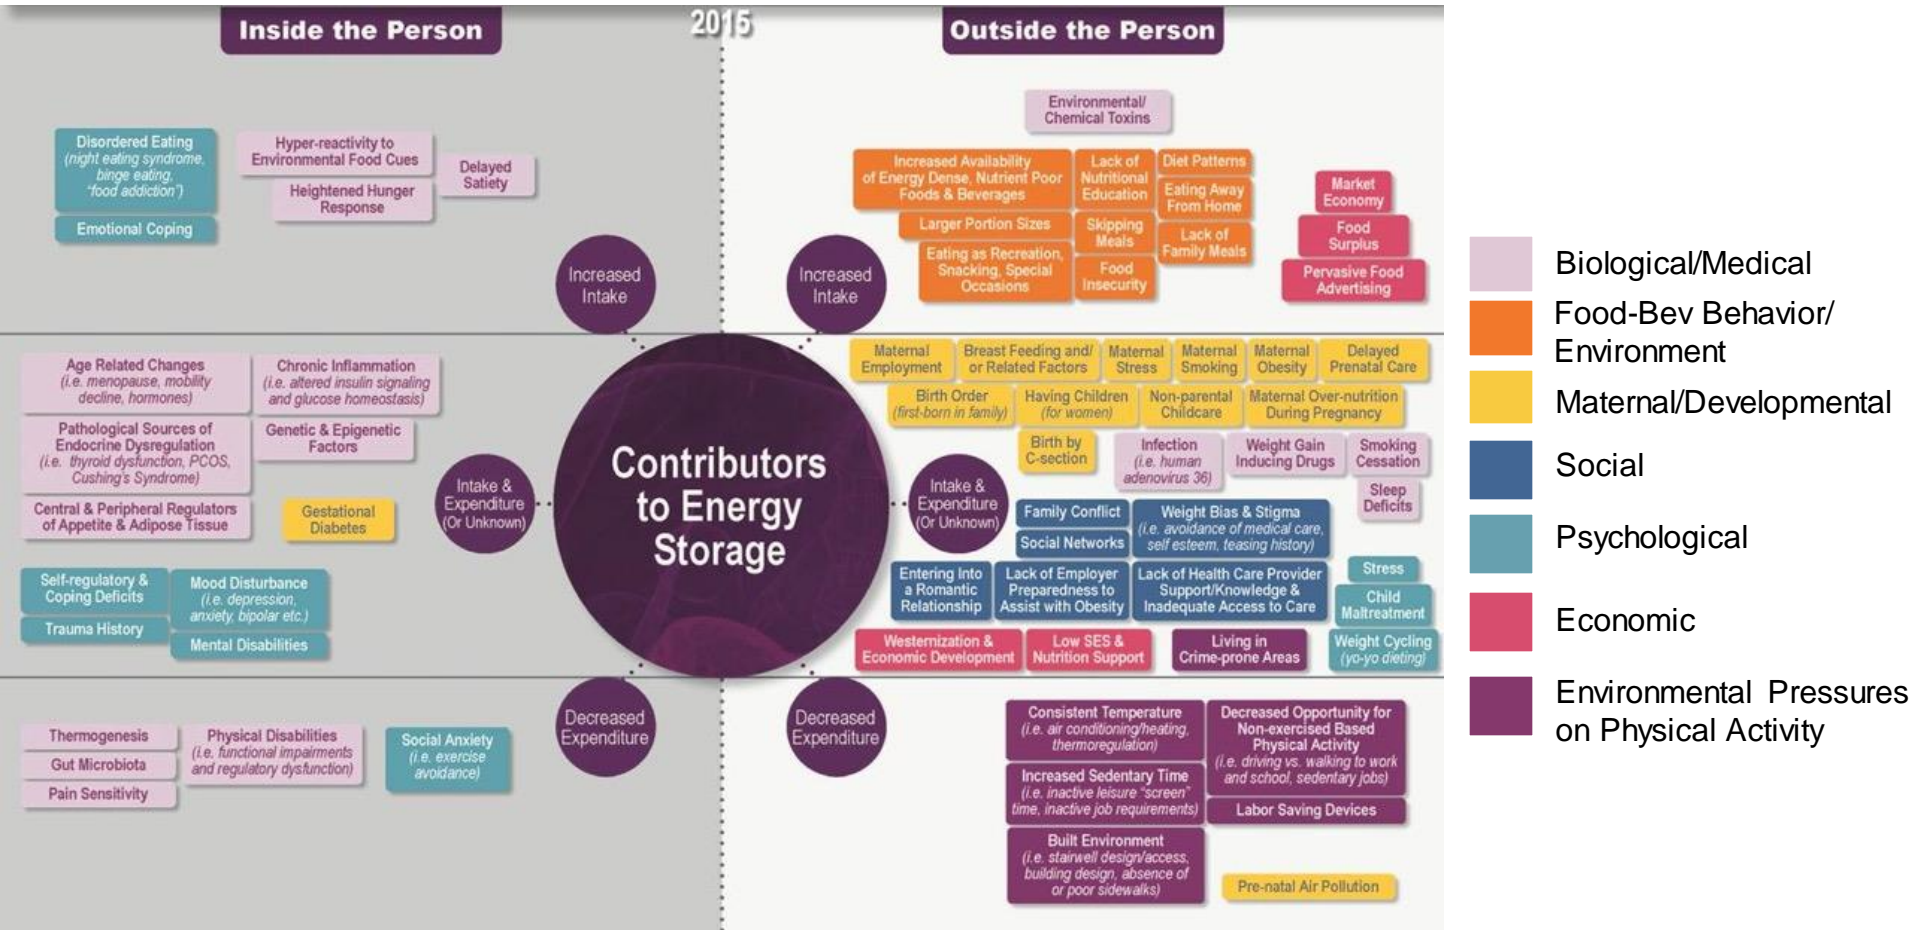 Inside the Person
2015
Outside the Person
Disordered Eating
(night eating syndrome,
binge eating,
"food addiction")
Emotional Coping
Hyper-reactivity to
Environmental Food Cues
Heightened Hunger
Response
Delayed
Satiety
Increased
Intake
Increased
Intake
Environmental/
Chemical Toxins
Increased Availability
of Energy Dense, Nutrient Poor
Foods & Beverages
Larger Portion Sizes
Eating as Recreation,
Snacking, Special
Occasions
Lack of
Nutritional
Education
Skipping
Meals
Food
Insecurity
Diet Patterns
Eating Away
From Home
Lack of
Family Meals
Market
Economy
Food
Surplus
Pervasive Food
Advertising
Age Related Changes
(i.e. menopause, mobility
decline, hormones)
Chronic Inflammation
(i.e. altered insulin signaling
and glucose homeostasis)
Pathological Sources of
Endocrine Dysregulation
(i.e. thyroid dysfunction, PCOS,
Cushing's Syndrome)
Genetic & Epigenetic
Factors
Central & Peripheral Regulators
of Appetite & Adipose Tissue
Gestational
Diabetes
Self-regulatory &
Coping Deficits
Trauma History
Mood Disturbance
(i.e. depression,
anxiety, bipolar etc.)
Mental Disabilities
Intake &
Expenditure
(Or Unknown)
Contributors
to Energy
Storage
Intake &
Expenditure
(Or Unknown)
Maternal
Employment
Breast Feeding and/
or Related Factors
Maternal
Stress
Maternal
Smoking
Maternal
Obesity
Delayed
Prenatal Care
Birth Order
(first-born in family)
Having Children
(for women)
Non-parental
Childcare
Maternal Over-nutrition
During Pregnancy
Birth by
C-section
Infection
(i.e. human
adenovirus 36)
Weight Gain
Inducing Drugs
Smoking
Cessation
Sleep
Deficits
Family Conflict
Social Networks
Weight Bias & Stigma
(i.e. avoidance of medical care,
self esteem, teasing history)
Entering Into
a Romantic
Relationship
Lack of Employer
Preparedness to
Assist with Obesity
Lack of Health Care Provider
Support/Knowledge &
Inadequate Access to Care
Stress
Child
Maltreatment
Weight Cycling
(yo-yo dieting)
Westernization &
Economic Development
Low SES &
Nutrition Support
Living in
Crime-prone Areas
Thermogenesis
Gut Microbiota
Pain Sensitivity
Physical Disabilities
(i.e. functional impairments
and regulatory dysfunction)
Social Anxiety
(i.e. exercise
avoidance)
Decreased
Expenditure
Decreased
Expenditure
Consistent Temperature
(i.e. air conditioning/heating,
thermoregulation)
Increased Sedentary Time
(i.e. inactive leisure "screen"
time, inactive job requirements)
Built Environment
(i.e. stairwell design/access,
building design, absence of
or poor sidewalks)
Decreased Opportunity for
Non-exercised Based
Physical Activity
(i.e. driving vs. walking to work
and school, sedentary jobs)
Labor Saving Devices
Pre-natal Air Pollution
Biological/Medical
Food-Bev Behavior/
Environment
Maternal/Developmental
Social
Psychological
Economic
Environmental Pressures
on Physical Activity